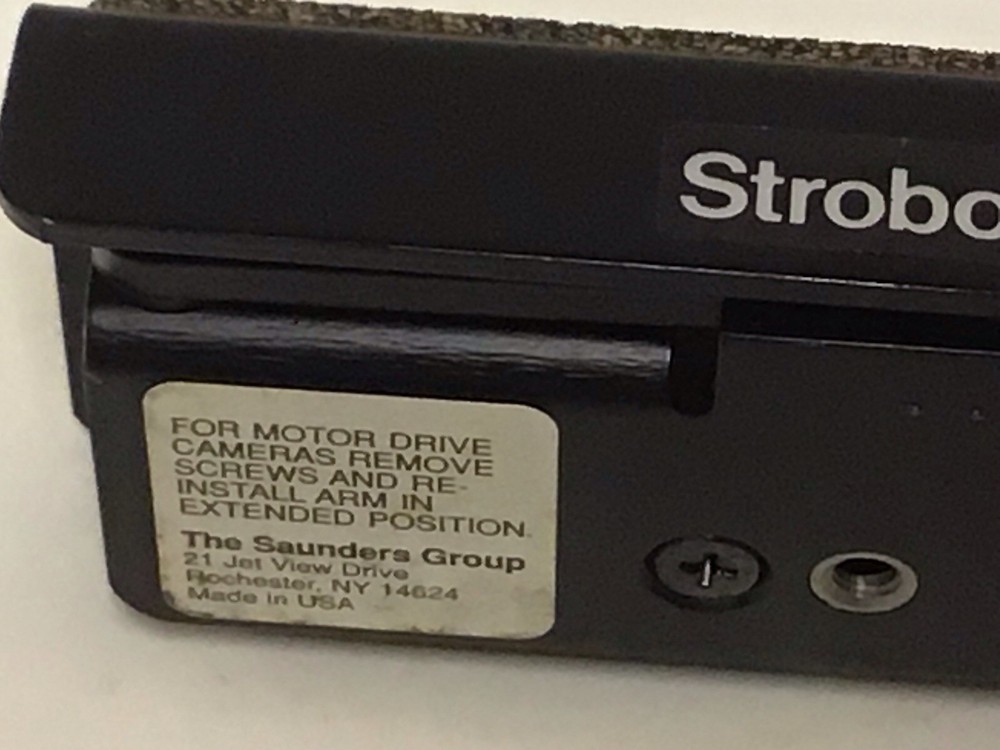 Strobo
FOR MOTOR DRIVE
CAMERAS REMOVE
SCREWS AND RE-
INSTALL ARM IN
EXTENDED POSITION.
The Saunders Group
21 Jet View Drive
Rochester, NY 14624
Made in USA